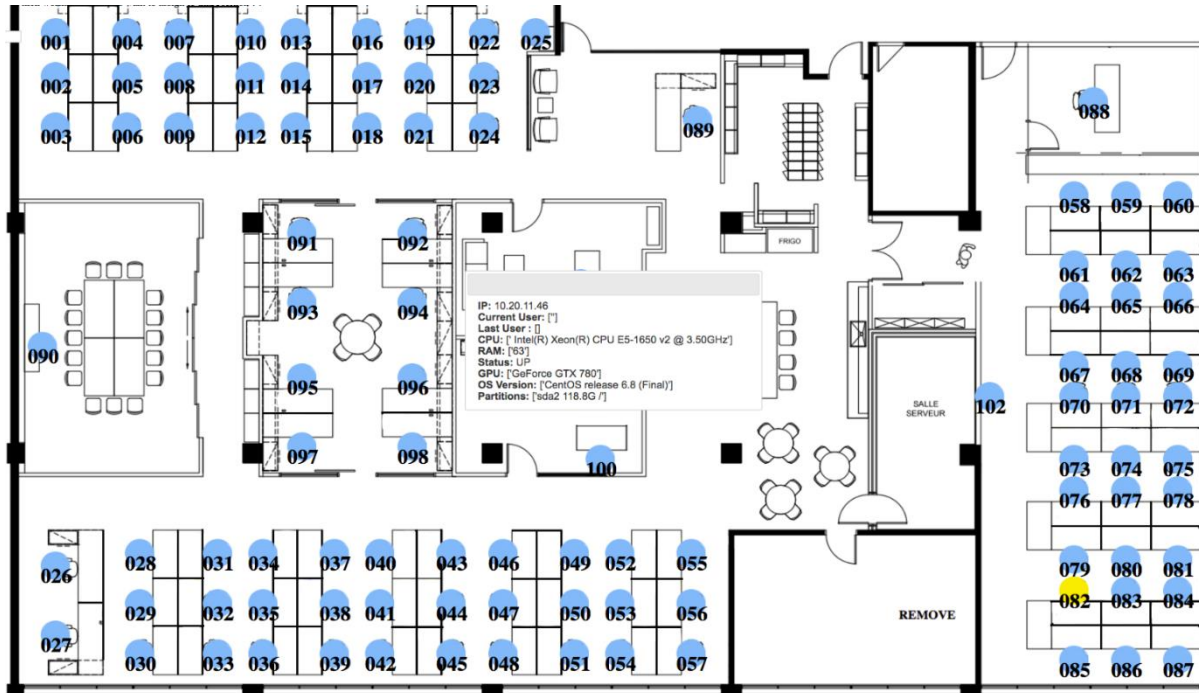 001 004 007 010 013 016 019 022 025
002 005 008 011 014 017 020 023
003 006 009 012 015 018 021 024
089
088
058 059 060
061 062 063
064 065 066
067 068 069
070 071 072
073 074 075
076 077 078
079 080 081
082 083 084
085 086 087
090
091 092
093 094
095 096
097 098
FRIGO
IP: 10.20.11.46
Current User: ['']
Last User : []
CPU: [' Intel(R) Xeon(R) CPU E5-1650 v2 @ 3.50GHz']
RAM: ['63']
Status: UP
GPU: ['GeForce GTX 780']
OS Version: ['CentOS release 6.8 (Final)']
Partitions: ['sda2 118.8G /']
100
102
SALLE
SERVEUR
026
027
028 031 034 037 040 043 046 049 052 055
029 032 035 038 041 044 047 050 053 056
030 033 036 039 042 045 048 051 054 057
REMOVE